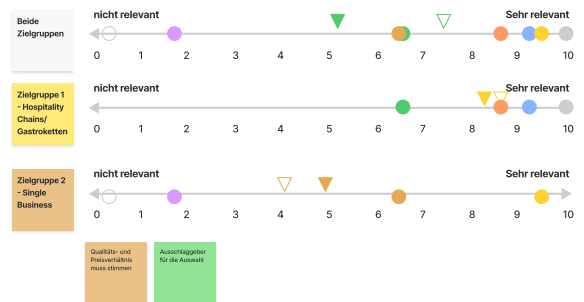 Beide
Zielgruppen
nicht relevant
Sehr relevant
0 1 2 3 4 5 6 7 8 9 10
Zielgruppe 1
- Hospitality
Chains/
Gastroketten
nicht relevant
Sehr relevant
0 1 2 3 4 5 6 7 8 9 10
Zielgruppe 2
- Single
Business
nicht relevant
Sehr relevant
0 1 2 3 4 5 6 7 8 9 10
Qualitäts- und
Preisverhältnis
muss stimmen
Ausschlaggeber
für die Auswahl